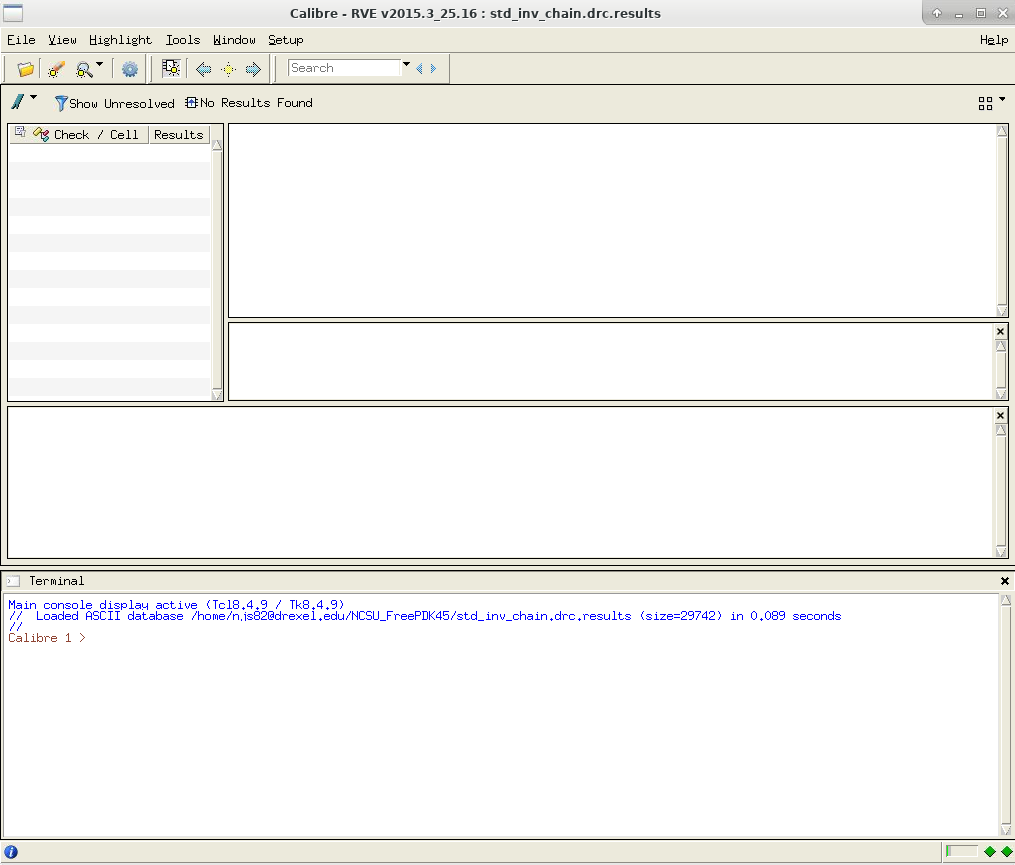 Calibre - RVE v2015.3_25.16 : std_inv_chain.drc.results
File View Highlight Tools Window Setup Help
Search
Show Unresolved No Results Found
Check / Cell Results
Terminal
Main console display active (Tcl8.4.9 / Tk8.4.9)
// Loaded ASCII database /home/njs82@drexel.edu/NCSU_FreePDK45/std_inv_chain.drc.results (size=29742) in 0.089 seconds
//
Calibre 1 >